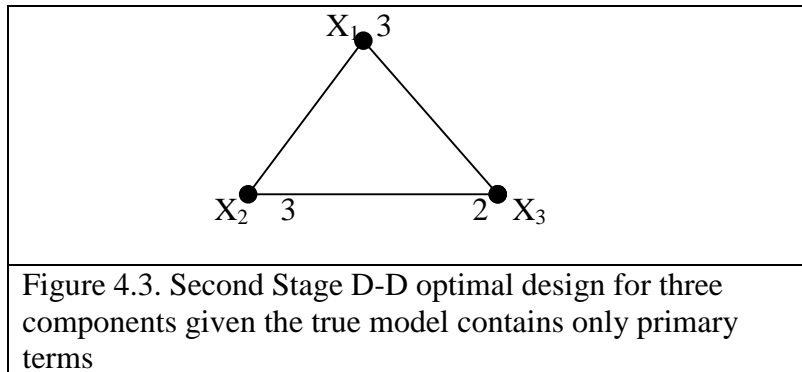 X₁ 3
X₂ 3 2 X₃
Figure 4.3. Second Stage D-D optimal design for three
components given the true model contains only primary
terms